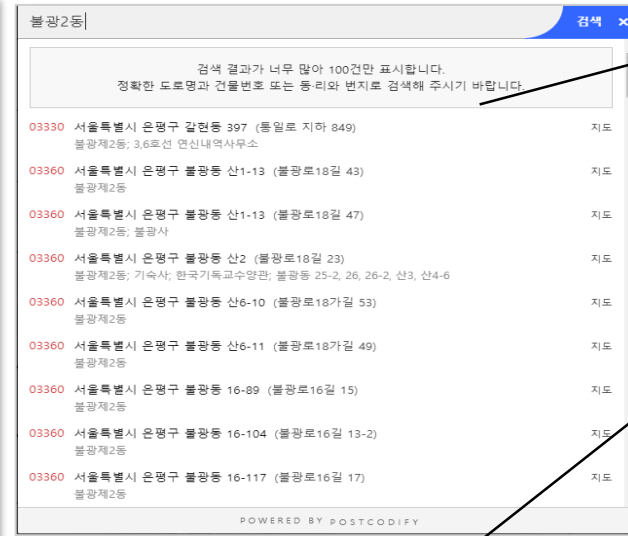 불광2동
검색 ×
검색 결과가 너무 많아 100건만 표시합니다.
정확한 도로명과 건물번호 또는 동·리와 번지로 검색해 주시기 바랍니다.
03330 서울특별시 은평구 갈현동 397 (통일로 지하 849) 지도
불광제2동; 3,6호선 연신내역사무소
03360 서울특별시 은평구 불광동 산1-13 (불광로18길 43) 지도
불광제2동
03360 서울특별시 은평구 불광동 산1-13 (불광로18길 47) 지도
불광제2동; 불광사
03360 서울특별시 은평구 불광동 산2 (불광로18길 23) 지도
불광제2동; 기숙사; 한국기독교수양관; 불광동 25-2, 26, 26-2, 산3, 산4-6
03360 서울특별시 은평구 불광동 산6-10 (불광로18가길 53) 지도
불광제2동
03360 서울특별시 은평구 불광동 산6-11 (불광로18가길 49) 지도
불광제2동
03360 서울특별시 은평구 불광동 16-89 (불광로16길 15) 지도
불광제2동
03360 서울특별시 은평구 불광동 16-104 (불광로16길 13-2) 지도
불광제2동
03360 서울특별시 은평구 불광동 16-117 (불광로16길 17) 지도
불광제2동
POWERED BY POSTCODIFY